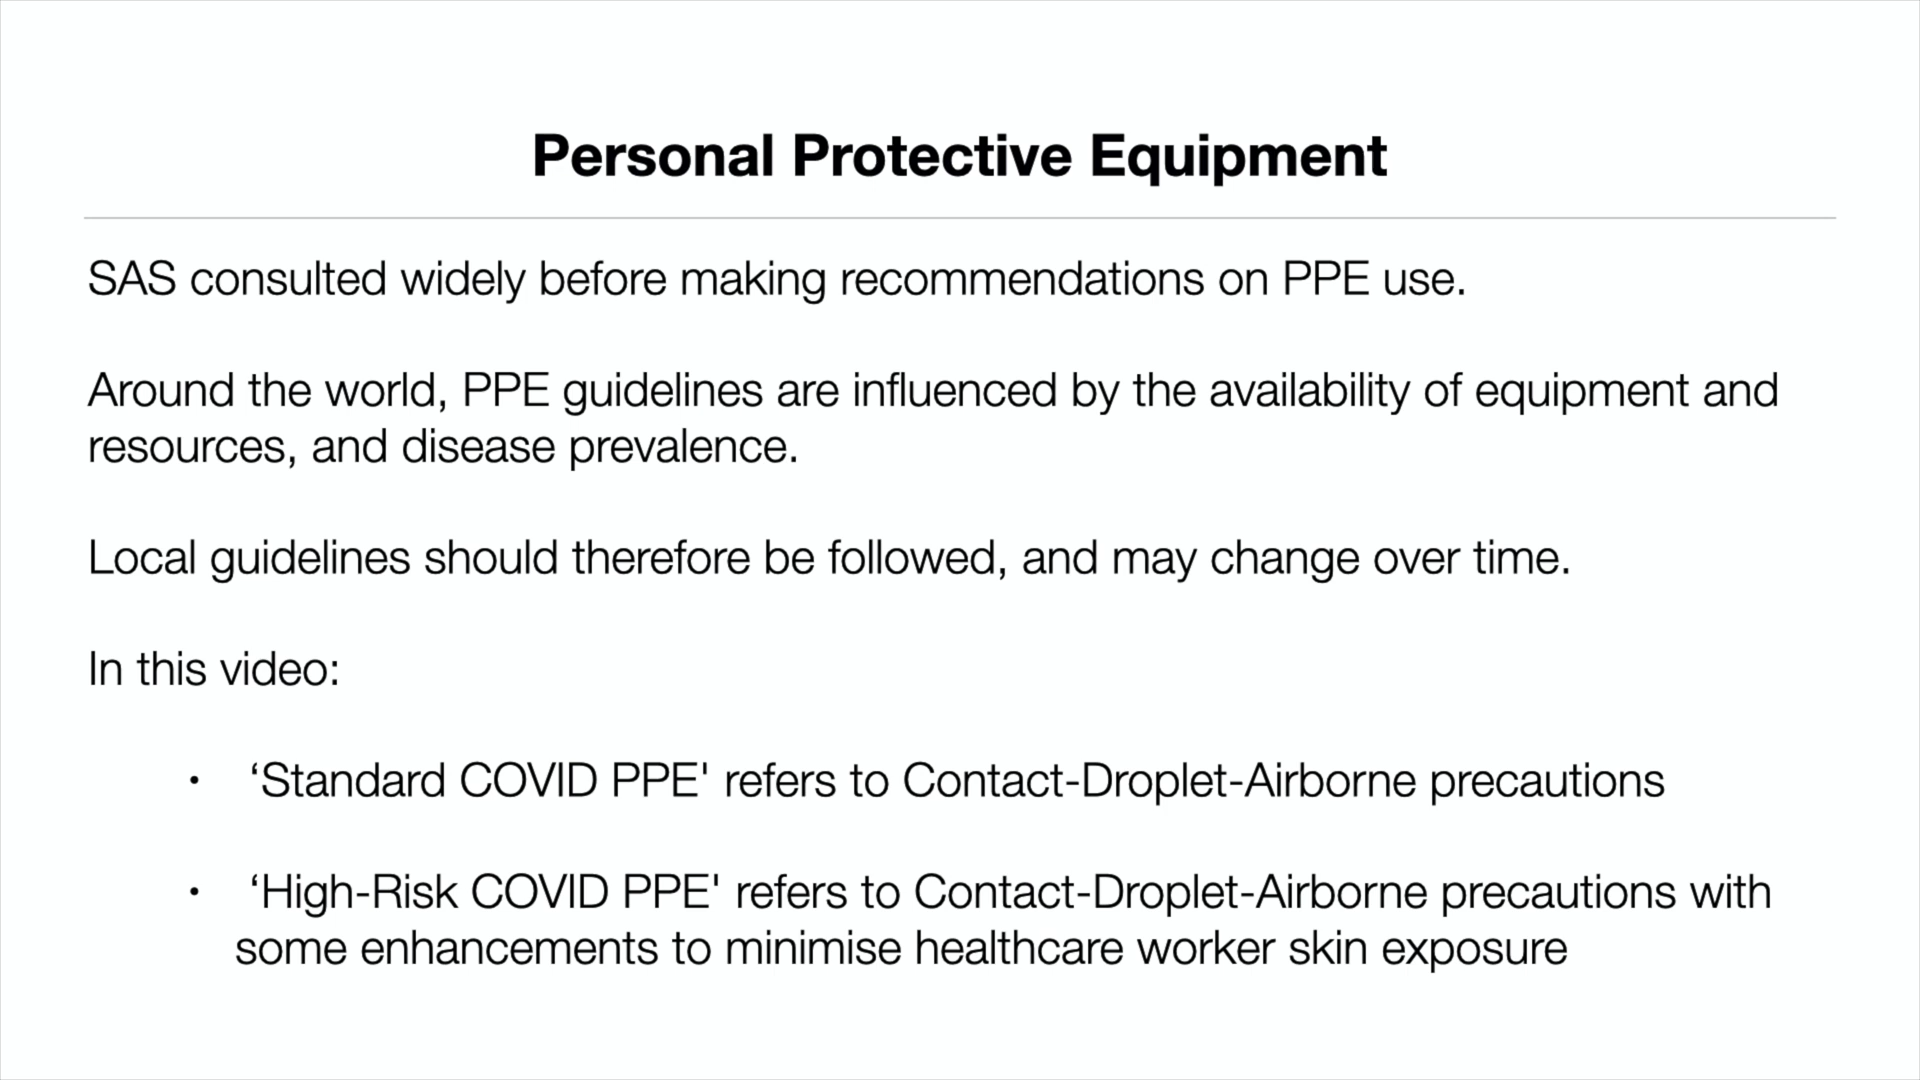 Personal Protective Equipment
SAS consulted widely before making recommendations on PPE use.
Around the world, PPE guidelines are influenced by the availability of equipment and
resources, and disease prevalence.
Local guidelines should therefore be followed, and may change over time.
In this video:
• ‘Standard COVID PPE' refers to Contact-Droplet-Airborne precautions
• ‘High-Risk COVID PPE' refers to Contact-Droplet-Airborne precautions with
some enhancements to minimise healthcare worker skin exposure